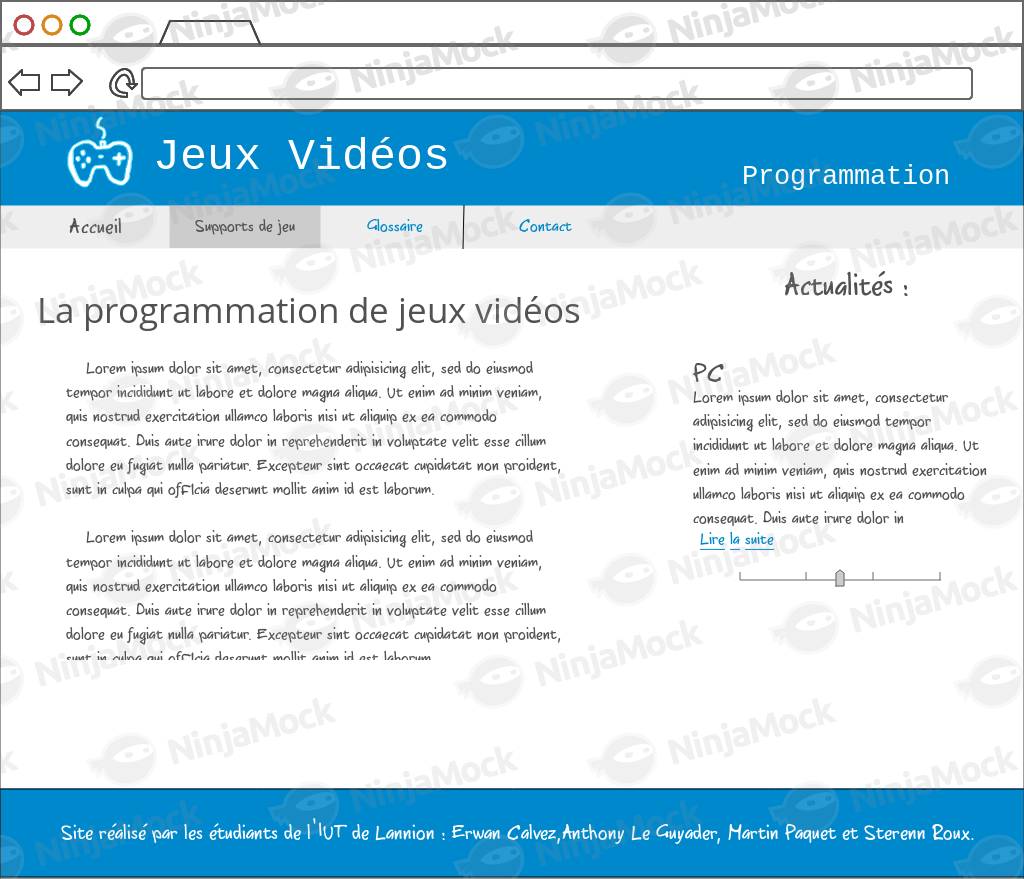 Jeux Vidéos
Programmation
Accueil
Supports de jeu
Glossaire
Contact
La programmation de jeux vidéos
Lorem ipsum dolor sit amet, consectetur adipisicing elit, sed do eiusmod
tempor incididunt ut labore et dolore magna aliqua. Ut enim ad minim veniam,
quis nostrud exercitation ullamco laboris nisi ut aliquip ex ea commodo
consequat. Duis aute irure dolor in reprehenderit in voluptate velit esse cillum
dolore eu fugiat nulla pariatur. Excepteur sint occaecat cupidatat non proident,
sunt in culpa qui officia deserunt mollit anim id est laborum.
Lorem ipsum dolor sit amet, consectetur adipisicing elit, sed do eiusmod
tempor incididunt ut labore et dolore magna aliqua. Ut enim ad minim veniam,
quis nostrud exercitation ullamco laboris nisi ut aliquip ex ea commodo
consequat. Duis aute irure dolor in reprehenderit in voluptate velit esse cillum
dolore eu fugiat nulla pariatur. Excepteur sint occaecat cupidatat non proident,
sunt in culpa qui officia deserunt mollit anim id est laborum.
Actualités :
PC
Lorem ipsum dolor sit amet, consectetur
adipisicing elit, sed do eiusmod tempor
incididunt ut labore et dolore magna aliqua. Ut
enim ad minim veniam, quis nostrud exercitation
ullamco laboris nisi ut aliquip ex ea commodo
consequat. Duis aute irure dolor in
Lire la suite
Site réalisé par les étudiants de l'IUT de Lannion : Erwan Calvez,Anthony Le Guyader, Martin Paquet et Sterenn Roux.
NinjaMock